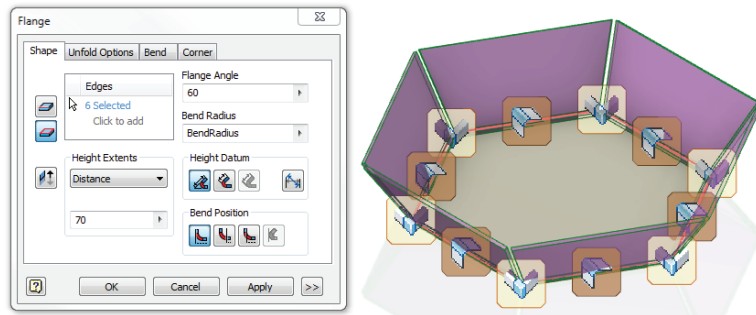 Flange
Shape
Unfold Options
Bend
Corner
Edges
6 Selected
Click to add
Flange Angle
60
Bend Radius
BendRadius
Height Extents
Distance
70
Height Datum
Bend Position
OK
Cancel
Apply
>>